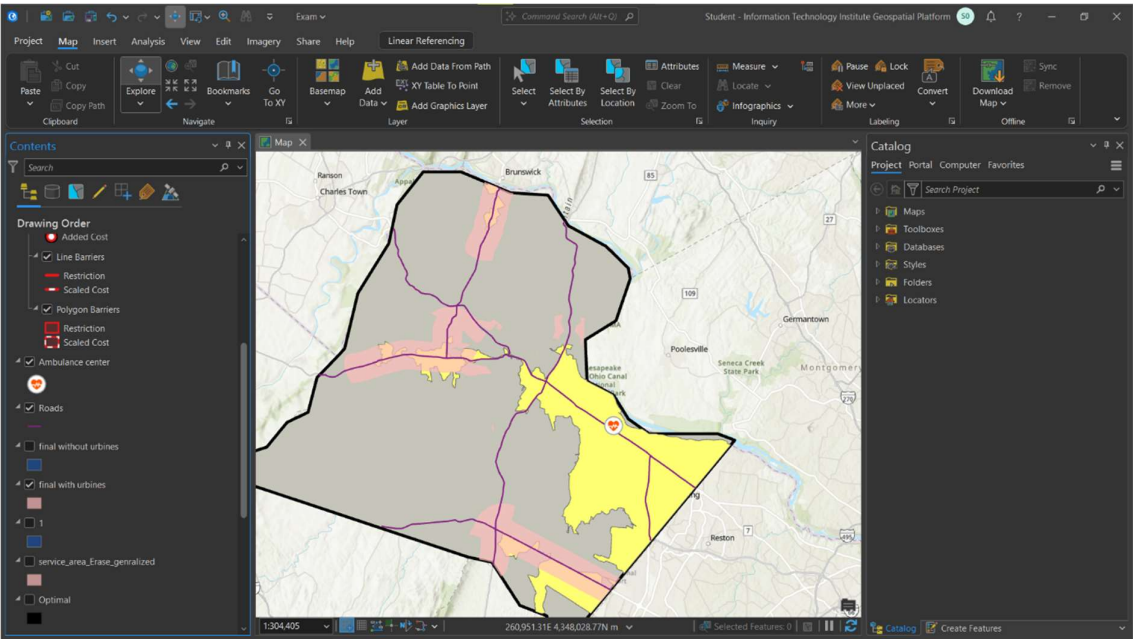 Exam
Command Search (Alt+Q)
Student - Information Technology Institute Geospatial Platform
SO
?
Project Map Insert Analysis View Edit Imagery Share Help Linear Referencing
Paste
Cut
Copy
Copy Path
Clipboard
Explore
Bookmarks
Go To XY
Navigate
Basemap
Add Data
Add Data From Path
XY Table To Point
Add Graphics Layer
Layer
Select
Select By Attributes
Select By Location
Attributes
Clear
Zoom To
Selection
Measure
Locate
Infographics
Inquiry
Pause
Lock
View Unplaced
More
Convert
Labeling
Download Map
Sync
Remove
Offline
Contents
Search
Drawing Order
Added Cost
Line Barriers
Restriction
Scaled Cost
Polygon Barriers
Restriction
Scaled Cost
Ambulance center
Roads
final without urbines
final with urbines
1
service_area_Erase_genralized
Optimal
Map
Ranson
Charles Town
Brunswick
85
27
109
Germantown
Poolesville
Seneca Creek State Park
Montgomery
270
7
Reston
495
1:304,405
260,951.31E 4,348,028.77N m
Selected Features: 0
Catalog
Project Portal Computer Favorites
Search Project
Maps
Toolboxes
Databases
Styles
Folders
Locators
Catalog
Create Features